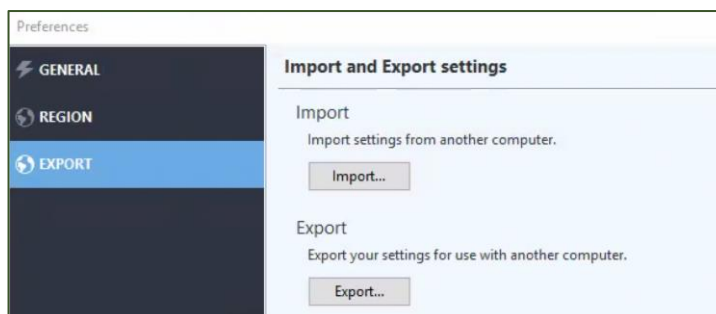 Preferences
GENERAL
REGION
EXPORT
Import and Export settings
Import
Import settings from another computer.
Import...
Export
Export your settings for use with another computer.
Export...